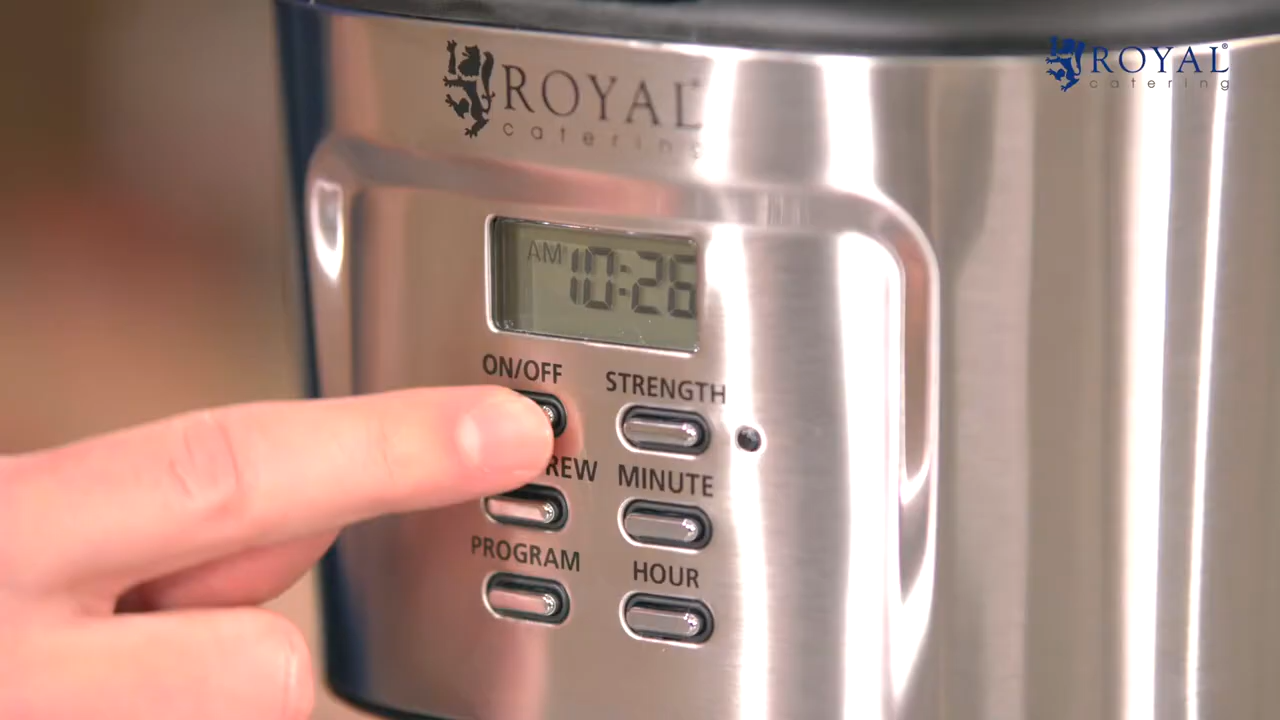 ROYAL
catering
ROYAL®
catering
AM 10:26
ON/OFF
STRENGTH
REW
MINUTE
PROGRAM
HOUR